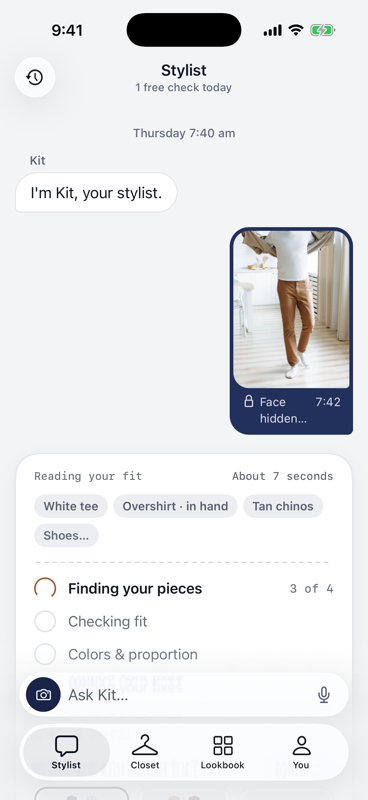 9:41
Stylist
1 free check today
Thursday 7:40 am
Kit
I'm Kit, your stylist.
Face hidden...
7:42
Reading your fit
About 7 seconds
White tee
Overshirt · in hand
Tan chinos
Shoes...
Finding your pieces
3 of 4
Checking fit
Colors & proportion
Ask Kit...
Stylist
Closet
Lookbook
You